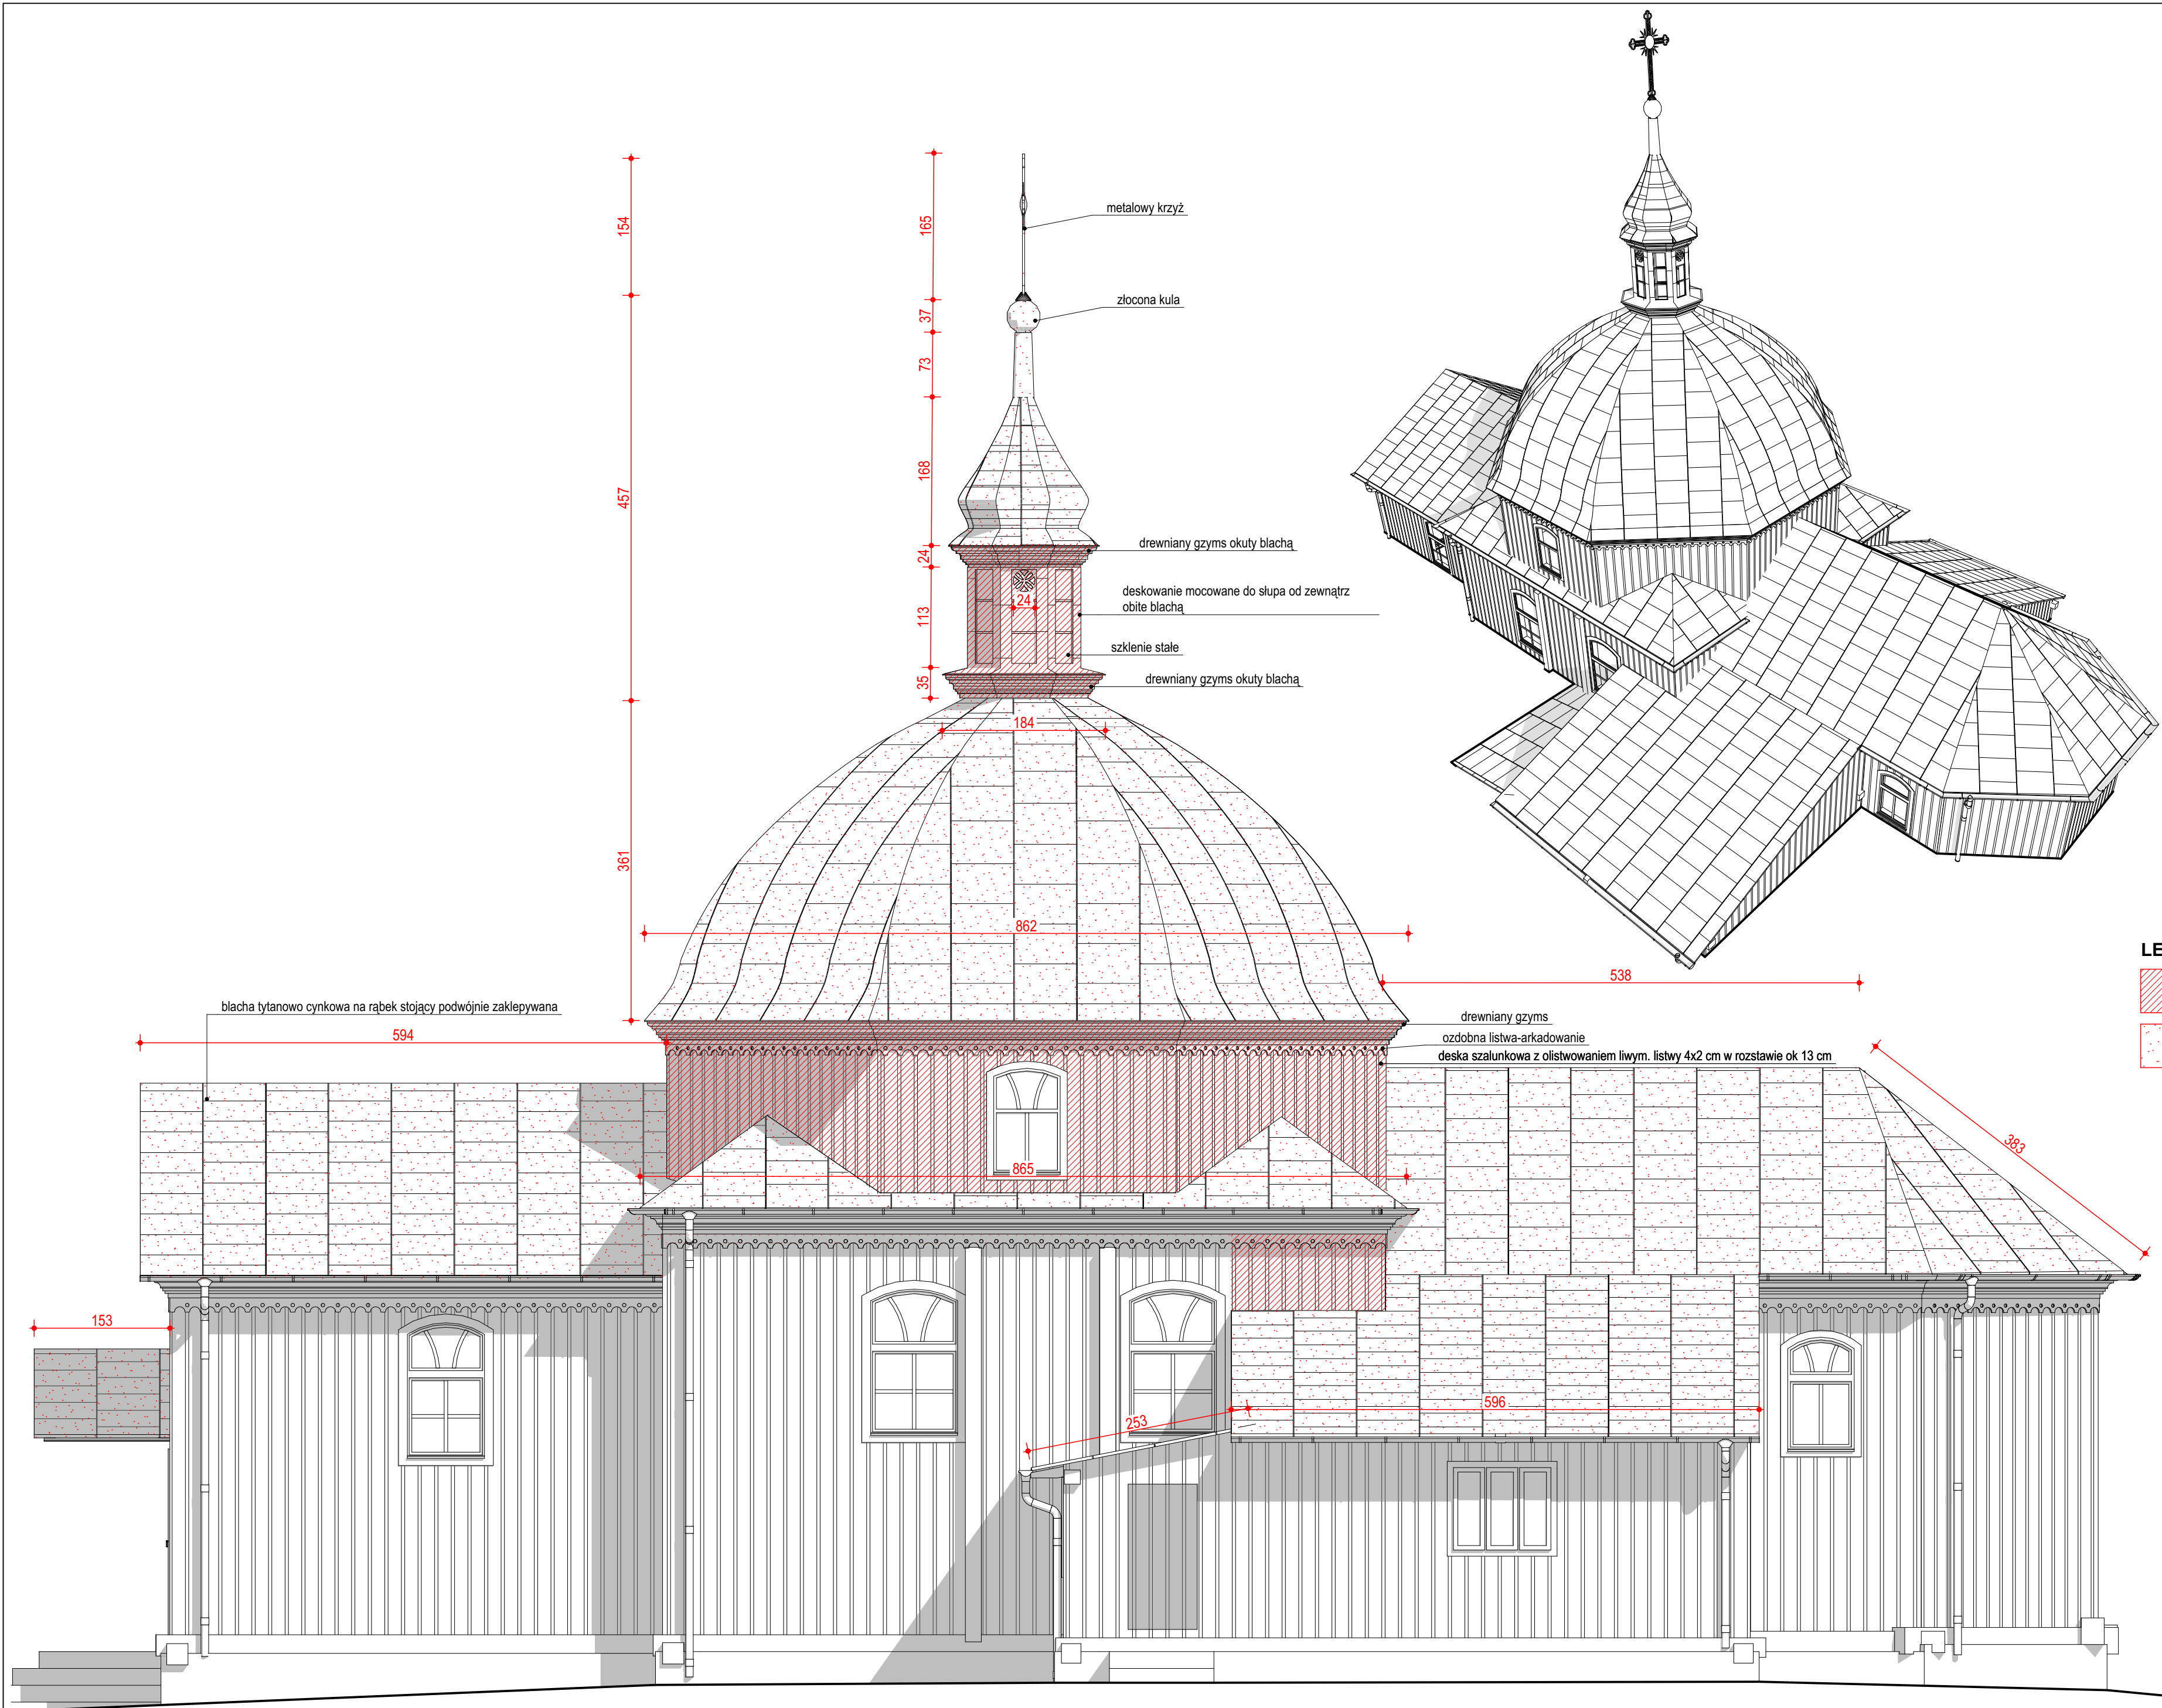 154
165
metalowy krzyż
złocona kula
37
73
457
168
24
drewniany gzyms okuty blachą
113
24
deskowanie mocowane do słupa od zewnątrz
obite blachą
szklenie stałe
35
drewniany gzyms okuty blachą
184
361
862
LE
538
blacha tytanowo cynkowa na rąbek stojący podwójnie zaklepywana
594
drewniany gzyms
ozdobna listwa-arkadowanie
deska szalunkowa z olistwowaniem liwym. listwy 4x2 cm w rozstawie ok 13 cm
383
865
153
253
596